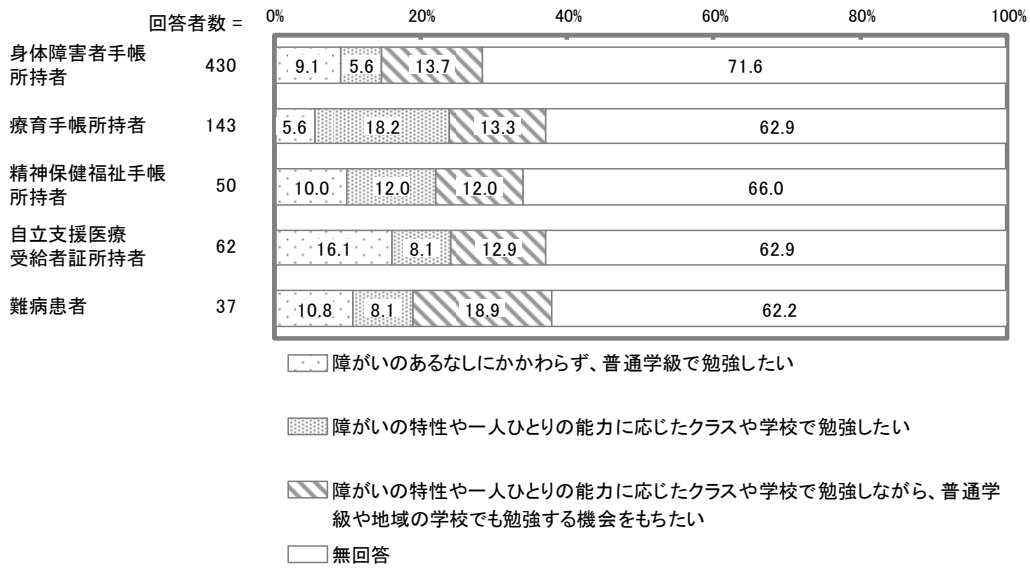 回答者数 = 0% 20% 40% 60% 80% 100%
身体障害者手帳
所持者 430 9.1 5.6 13.7 71.6
療育手帳所持者 143 5.6 18.2 13.3 62.9
精神保健福祉手帳
所持者 50 10.0 12.0 12.0 66.0
自立支援医療
受給者証所持者 62 16.1 8.1 12.9 62.9
難病患者 37 10.8 8.1 18.9 62.2
障がいのあるなしにかかわらず、普通学級で勉強したい
障がいの特性や一人ひとりの能力に応じたクラスや学校で勉強したい
障がいの特性や一人ひとりの能力に応じたクラスや学校で勉強しながら、普通学
級や地域の学校でも勉強する機会をもちたい
無回答